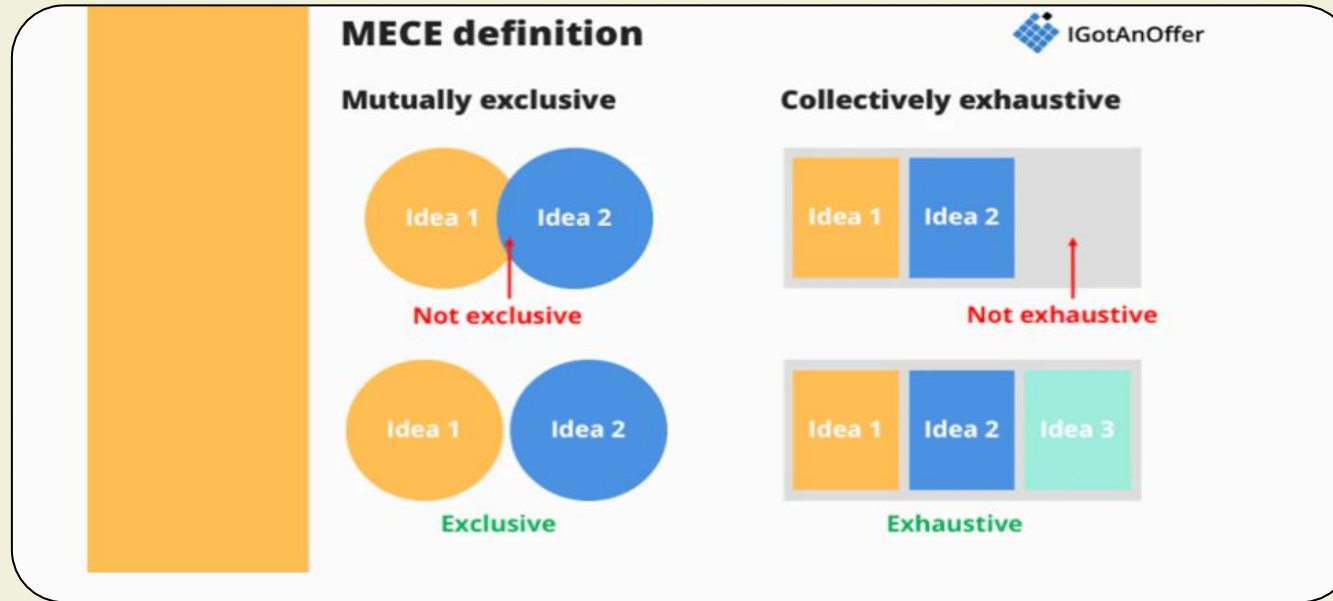 MECE definition
IGotAnOffer
Mutually exclusive
Collectively exhaustive
Idea 1
Idea 2
Idea 1
Idea 2
Not exclusive
Not exhaustive
Idea 1
Idea 2
Idea 1
Idea 2
Idea 3
Exclusive
Exhaustive